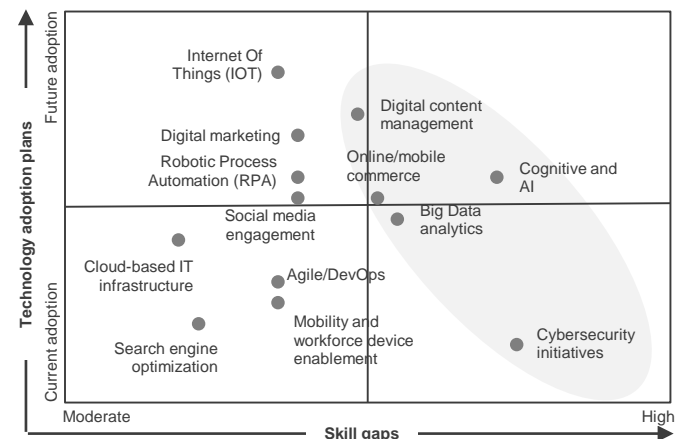 Technology adoption plans
Future adoption
Current adoption
Internet Of
Things (IOT)
Digital content
management
Digital marketing
Robotic Process
Automation (RPA)
Online/mobile
commerce
Cognitive and
AI
Social media
engagement
Big Data
analytics
Cloud-based IT
infrastructure
Agile/DevOps
Mobility and
workforce device
enablement
Search engine
optimization
Cybersecurity
initiatives
Moderate
High
Skill gaps